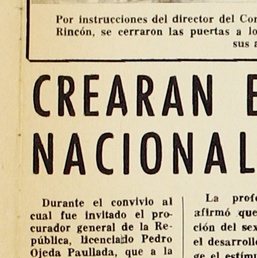 Por instrucciones del director del Con
Rincón, se cerraron las puertas a lo
sus a
CREARAN E
NACIONAL
Durante el convivio al
cual fue invitado el pro-
curador general de la Re-
pública, licenciado Pedro
Ojeda Paullada, que a la
La profe
afirmó que
ción del sex
el desarrollo
ge el estímu